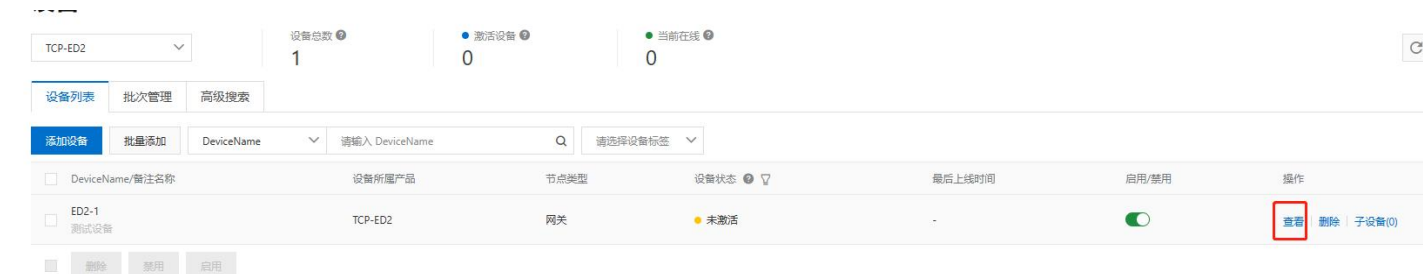 TCP-ED2
设备总数
1
激活设备
0
当前在线
0
设备列表 批次管理 高级搜索
添加设备 批量添加 DeviceName 请输入 DeviceName 请选择设备标签
DeviceName/备注名称 设备所属产品 节点类型 设备状态 最后上线时间 启用/禁用 操作
ED2-1 TCP-ED2 网关 未激活 - 查看 删除 子设备(0)
测试设备
删除 禁用 启用